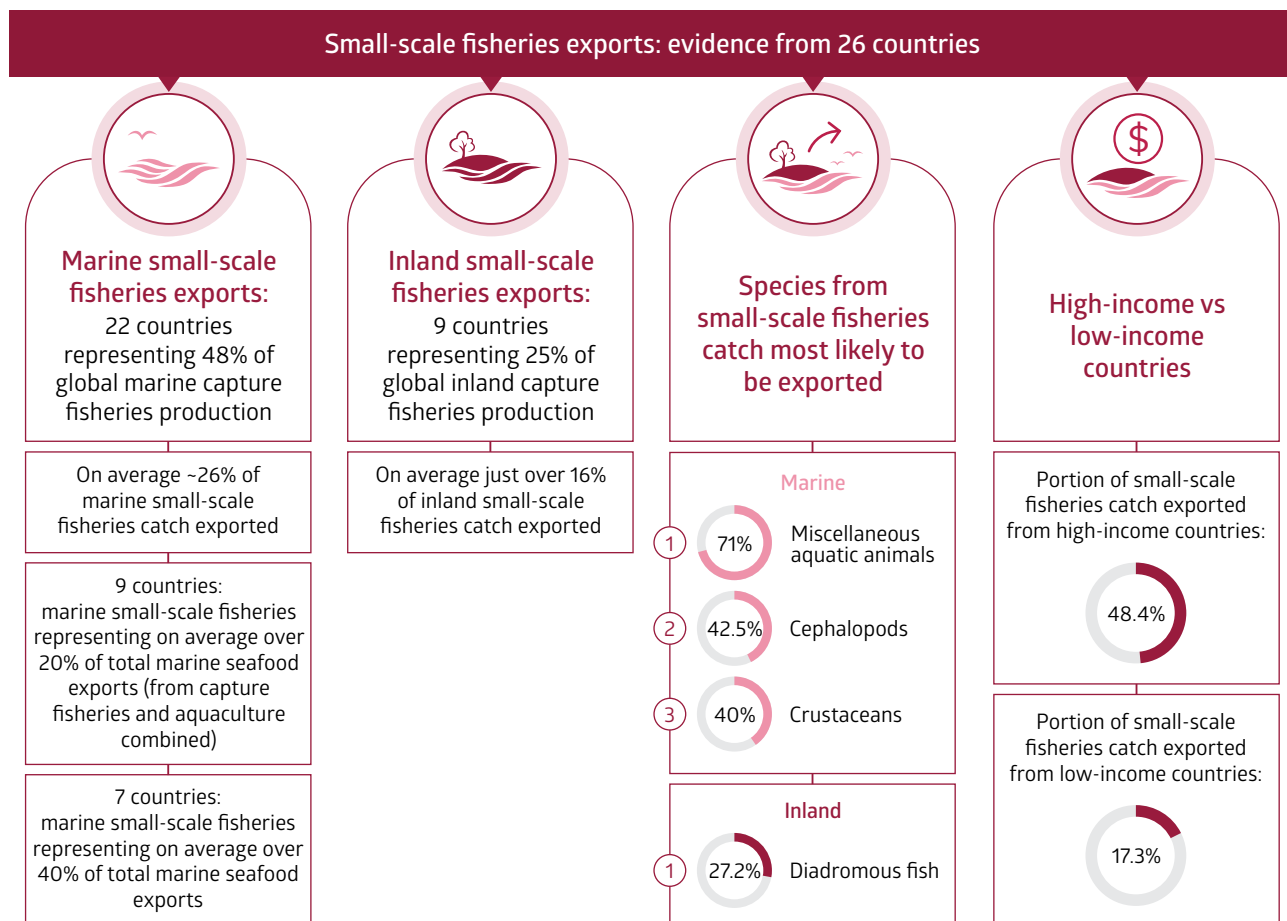 Small-scale fisheries exports: evidence from 26 countries
Marine small-scale
fisheries exports:
22 countries
representing 48% of
global marine capture
fisheries production
On average ~26% of
marine small-scale
fisheries catch exported
9 countries:
marine small-scale fisheries
representing on average over
20% of total marine seafood
exports (from capture
fisheries and aquaculture
combined)
7 countries:
marine small-scale fisheries
representing on average over
40% of total marine seafood
exports
Inland small-scale
fisheries exports:
9 countries
representing 25% of
global inland capture
fisheries production
On average just over 16%
of inland small-scale
fisheries catch exported
Species from
small-scale fisheries
catch most likely to
be exported
Marine
1 71% Miscellaneous
aquatic animals
2 42.5% Cephalopods
3 40% Crustaceans
Inland
1 27.2% Diadromous fish
$
High-income vs
low-income
countries
Portion of small-scale
fisheries catch exported
from high-income countries:
48.4%
Portion of small-scale
fisheries catch exported
from low-income countries:
17.3%